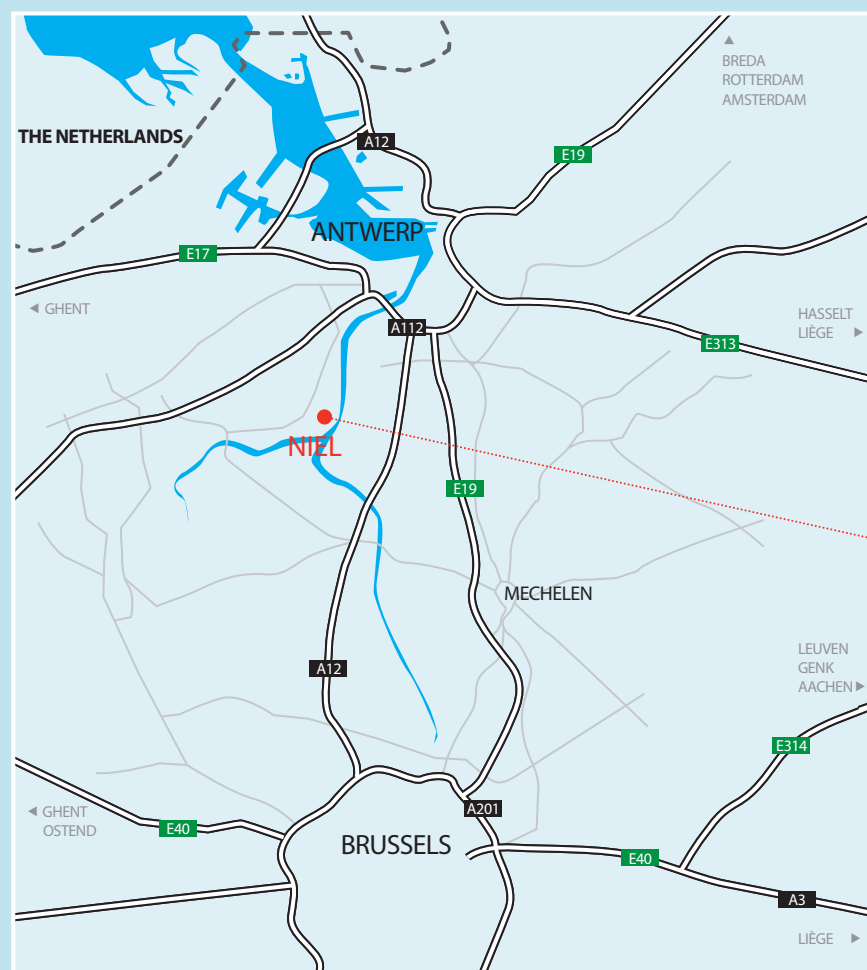 BREDA
ROTTERDAM
AMSTERDAM
THE NETHERLANDS
A12
E19
ANTWERP
E17
GHENT
A112
HASSELT
LIÈGE
E313
NIEL
E19
MECHELEN
A12
LEUVEN
GENK
AACHEN
E314
GHENT
OSTEND
E40
A201
BRUSSELS
E40
A3
LIÈGE